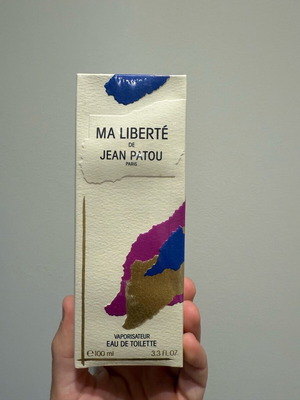 MA LIBERTÉ
DE
JEAN PATOU
PARIS
VAPORISATEUR
EAU DE TOILETTE
℮100 ml 3.3 FL.OZ.